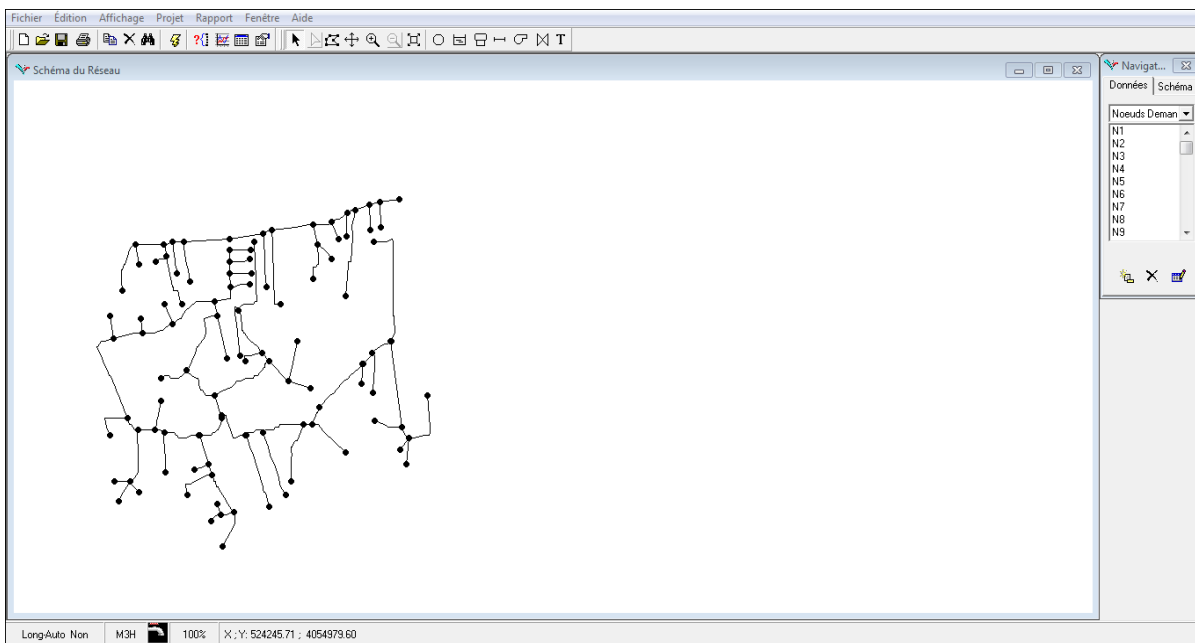 Fichier Édition Affichage Projet Rapport Fenêtre Aide
T
Schéma du Réseau
Navigat...
Données Schéma
Noeuds Deman
N1
N2
N3
N4
N5
N6
N7
N8
N9
Long-Auto Non M3H 100% X ; Y: 524245.71 ; 4054979.60